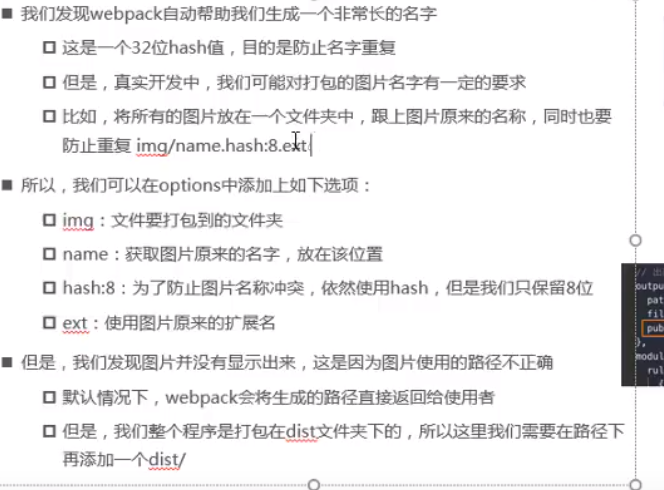 ■ 我们发现webpack自动帮助我们生成一个非常长的名字
这是一个32位hash值，目的是防止名字重复
但是，真实开发中，我们可能对打包的图片名字有一定的要求
比如，将所有的图片放在一个文件夹中，跟上图片原来的名称，同时也要
防止重复 img/name.hash:8.ext
■ 所以，我们可以在options中添加上如下选项：
img：文件要打包到的文件夹
name：获取图片原来的名字，放在该位置
hash:8：为了防止图片名称冲突，依然使用hash，但是我们只保留8位
ext：使用图片原来的扩展名
■ 但是，我们发现图片并没有显示出来，这是因为图片使用的路径不正确
默认情况下，webpack会将生成的路径直接返回给使用者
但是，我们整个程序是打包在dist文件夹下的，所以这里我们需要在路径下
再添加一个dist/
// 出
outpu
pat
fil
pub
},
modul
rul
{